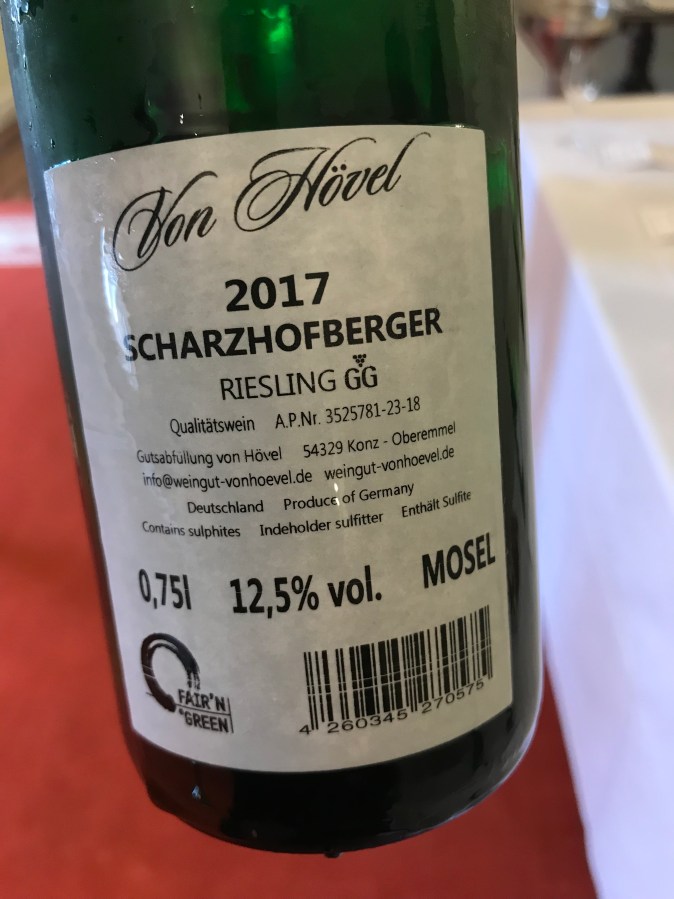 Von Hövel
2017
SCHARZHOFBERGER
RIESLING GG
Qualitätswein A.P.Nr. 3525781-23-18
Gutsabfüllung von Hövel 54329 Konz - Oberemmel
info@weingut-vonhoevel.de weingut-vonhoevel.de
Deutschland Produce of Germany
Contains sulphites Indeholder sulfitter Enthält Sulfite
0,75l 12,5% vol. MOSEL
FAIR'N
GREEN
4 260345 270575